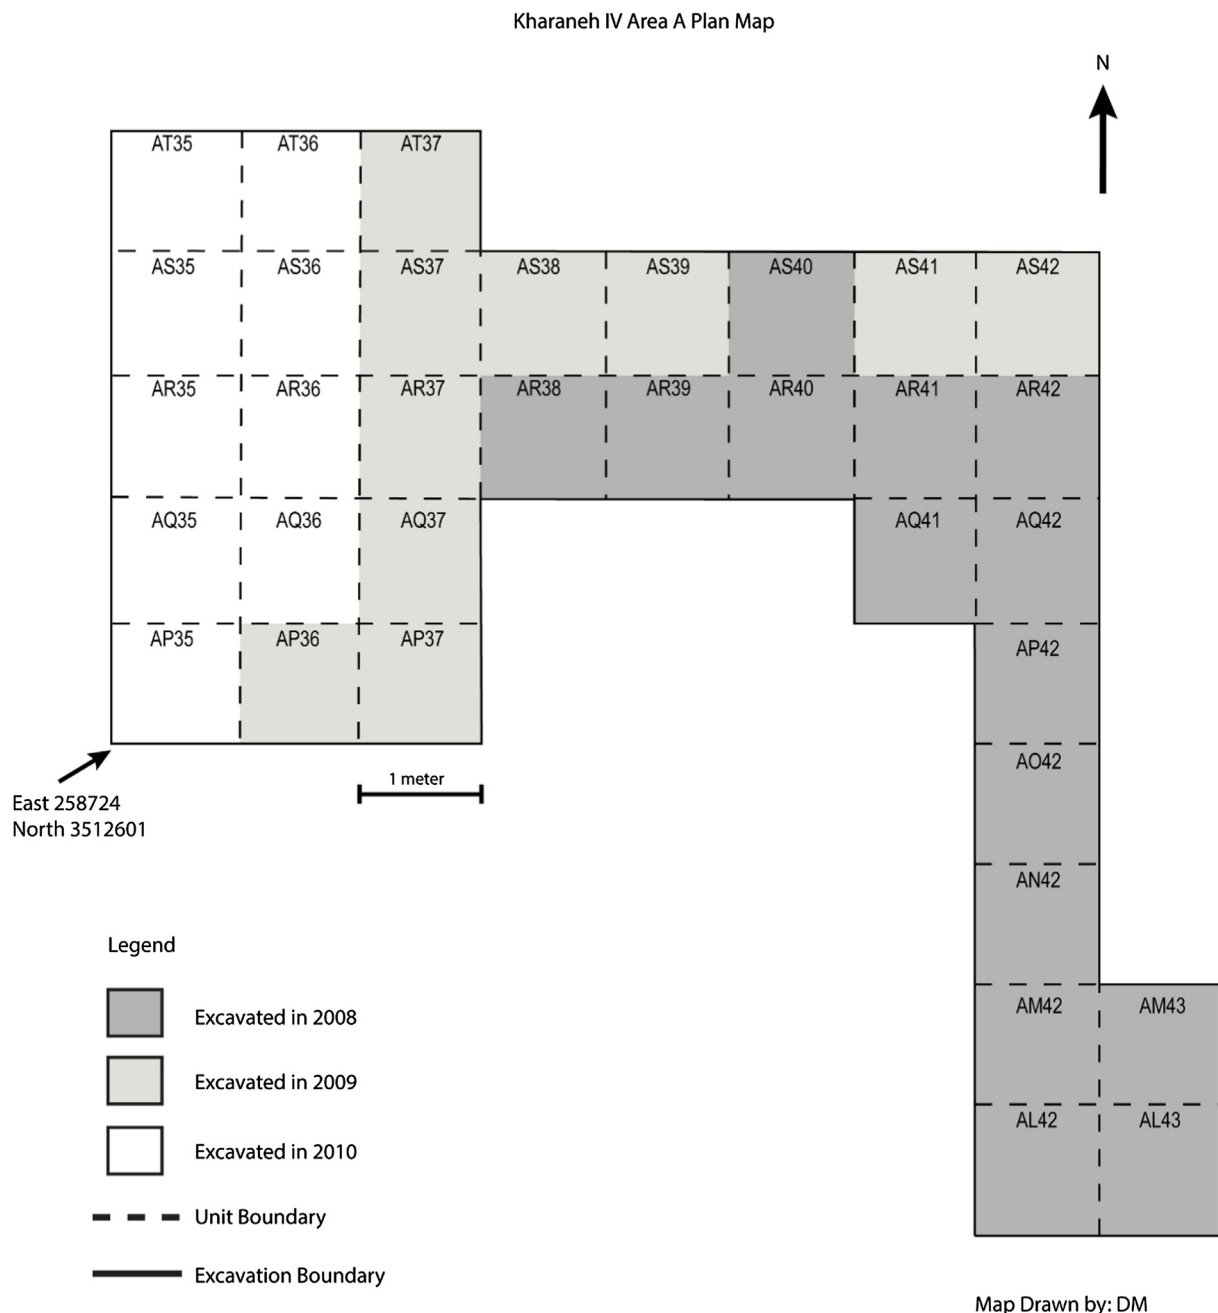 Kharaneh IV Area A Plan Map
N
AT35 AT36 AT37
AS35 AS36 AS37 AS38 AS39 AS40 AS41 AS42
AR35 AR36 AR37 AR38 AR39 AR40 AR41 AR42
AQ35 AQ36 AQ37 AQ41 AQ42
AP35 AP36 AP37 AP42
AO42
1 meter
East 258724
North 3512601
AN42
Legend
AM42 AM43
Excavated in 2008
Excavated in 2009
AL42 AL43
Excavated in 2010
Unit Boundary
Excavation Boundary
Map Drawn by: DM